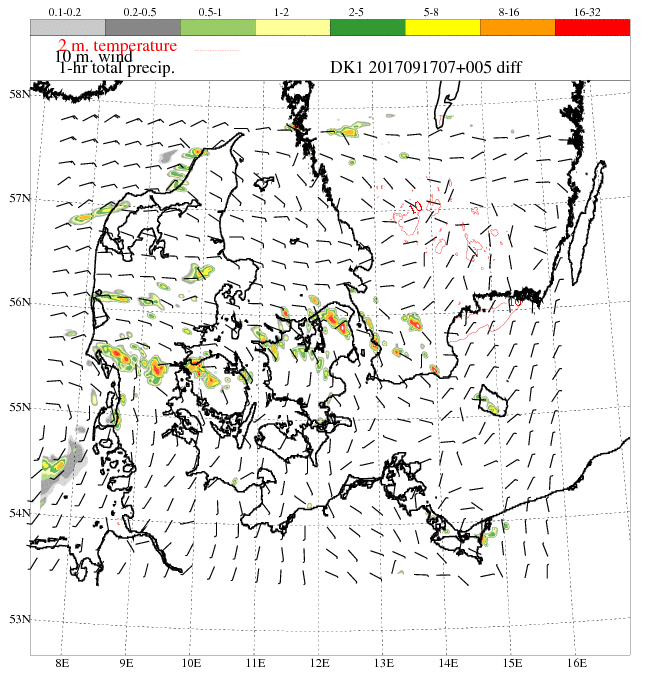 0.1-0.2 0.2-0.5 0.5-1 1-2 2-5 5-8 8-16 16-32
2 m. temperature
10 m. wind
1-hr total precip. DK1 2017091707+005 diff
58N
57N
10
56N
10
55N
54N
53N
8E 9E 10E 11E 12E 13E 14E 15E 16E